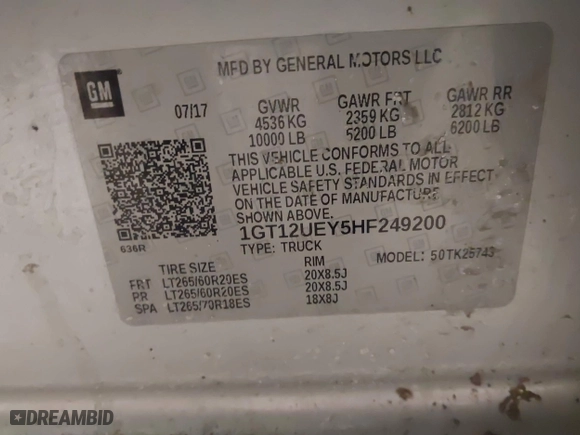 MFD BY GENERAL MOTORS LLC
GM
07/17
GVWR GAWR FRT GAWR RR
4536 KG 2359 KG 2812 KG
10000 LB 5200 LB 6200 LB
THIS VEHICLE CONFORMS TO ALL
APPLICABLE U.S. FEDERAL MOTOR
VEHICLE SAFETY STANDARDS IN EFFECT
ON THE DATE OF MANUFACTURE
SHOWN ABOVE.
1GT12UEY5HF249200
636R
TYPE: TRUCK MODEL: 50TK25743
TIRE SIZE RIM
FRT LT265/60R20ES 20X8.5J
PR LT265/60R20ES 20X8.5J
SPA LT265/70R18ES 18X8J
DREAMBID